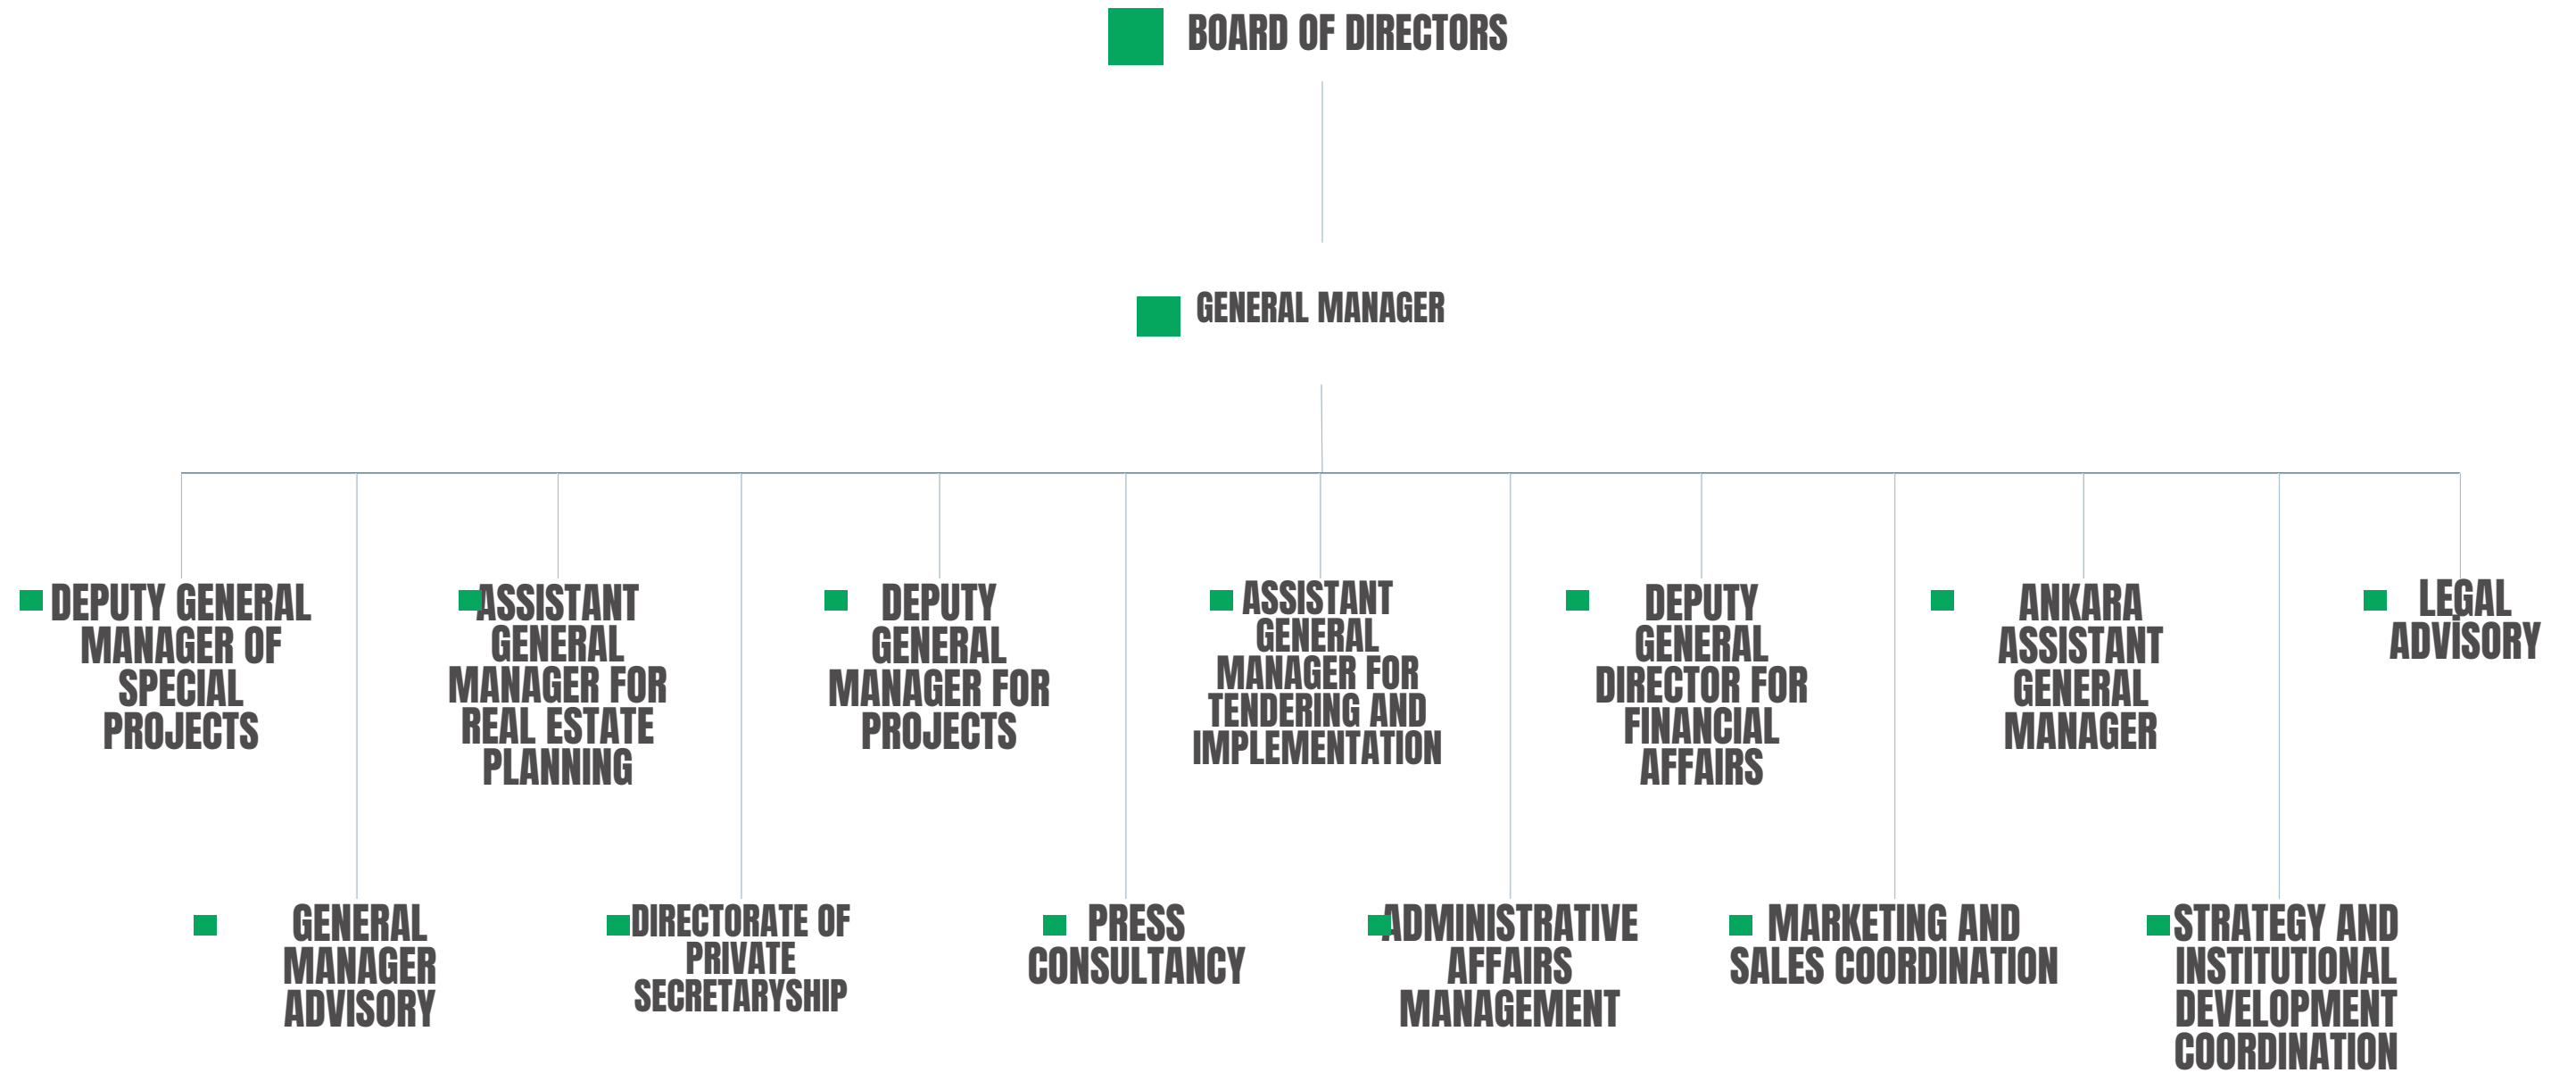 BOARD OF DIRECTORS
GENERAL MANAGER
DEPUTY GENERAL
MANAGER OF
SPECIAL
PROJECTS
ASSISTANT
GENERAL
MANAGER FOR
REAL ESTATE
PLANNING
DEPUTY
GENERAL
MANAGER FOR
PROJECTS
ASSISTANT
GENERAL
MANAGER FOR
TENDERING AND
IMPLEMENTATION
DEPUTY
GENERAL
DIRECTOR FOR
FINANCIAL
AFFAIRS
ANKARA
ASSISTANT
GENERAL
MANAGER
LEGAL
ADVİSORY
GENERAL
MANAGER
ADVISORY
DIRECTORATE OF
PRIVATE
SECRETARYSHIP
PRESS
CONSULTANCY
ADMINISTRATIVE
AFFAIRS
MANAGEMENT
MARKETING AND
SALES COORDINATION
STRATEGY AND
INSTITUTIONAL
DEVELOPMENT
COORDINATION